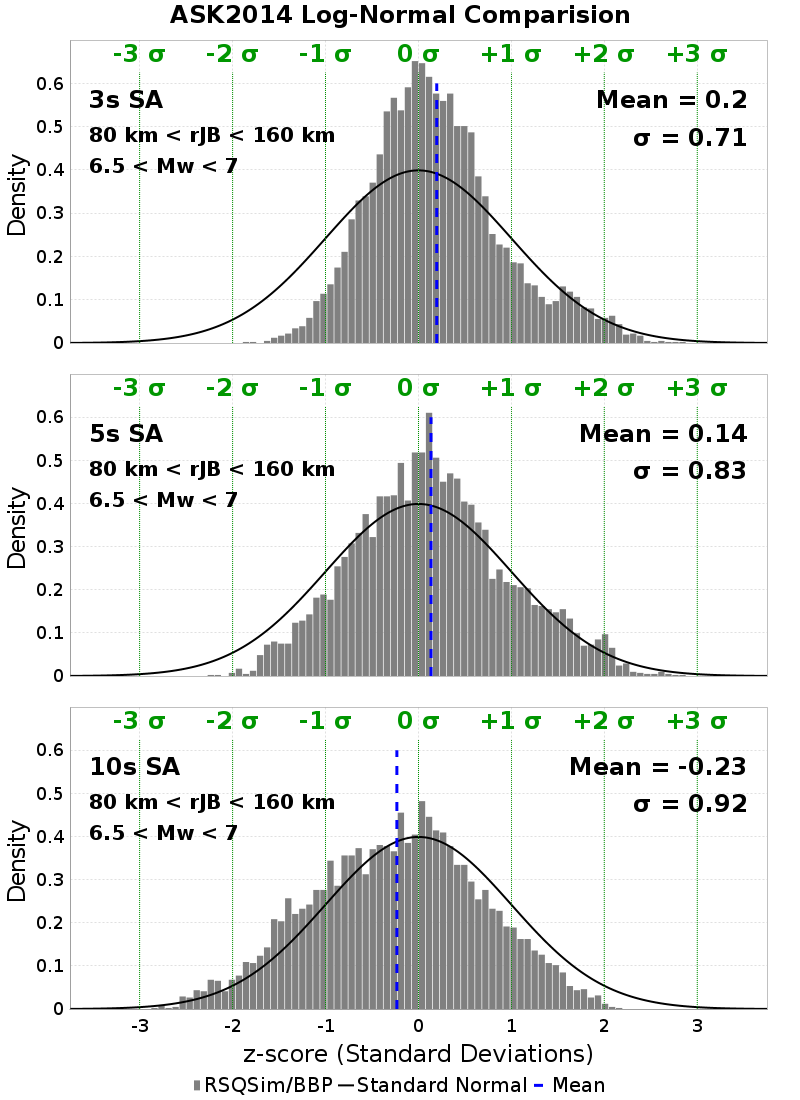 ASK2014 Log-Normal Comparision
-3 σ -2 σ -1 σ 0 σ +1 σ +2 σ +3 σ
3s SA
Mean = 0.2
80 km < rJB < 160 km
σ = 0.71
6.5 < Mw < 7
Density
0.6
0.5
0.4
0.3
0.2
0.1
0
-3 σ -2 σ -1 σ 0 σ +1 σ +2 σ +3 σ
5s SA
Mean = 0.14
80 km < rJB < 160 km
σ = 0.83
6.5 < Mw < 7
Density
0.6
0.5
0.4
0.3
0.2
0.1
0
-3 σ -2 σ -1 σ 0 σ +1 σ +2 σ +3 σ
10s SA
Mean = -0.23
80 km < rJB < 160 km
σ = 0.92
6.5 < Mw < 7
Density
0.6
0.5
0.4
0.3
0.2
0.1
0
-3 -2 -1 0 1 2 3
z-score (Standard Deviations)
RSQSim/BBP Standard Normal Mean